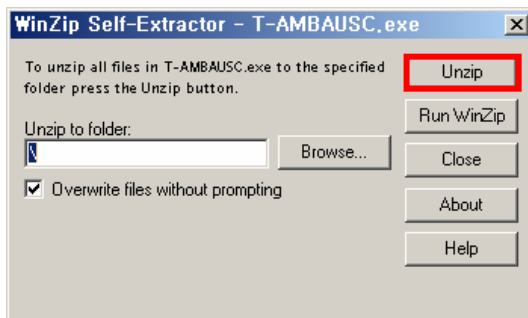 WinZip Self-Extractor - T-AMBAUSC.exe
To unzip all files in T-AMBAUSC.exe to the specified
folder press the Unzip button.
Unzip to folder:
\
Browse...
Overwrite files without prompting
Unzip
Run WinZip
Close
About
Help